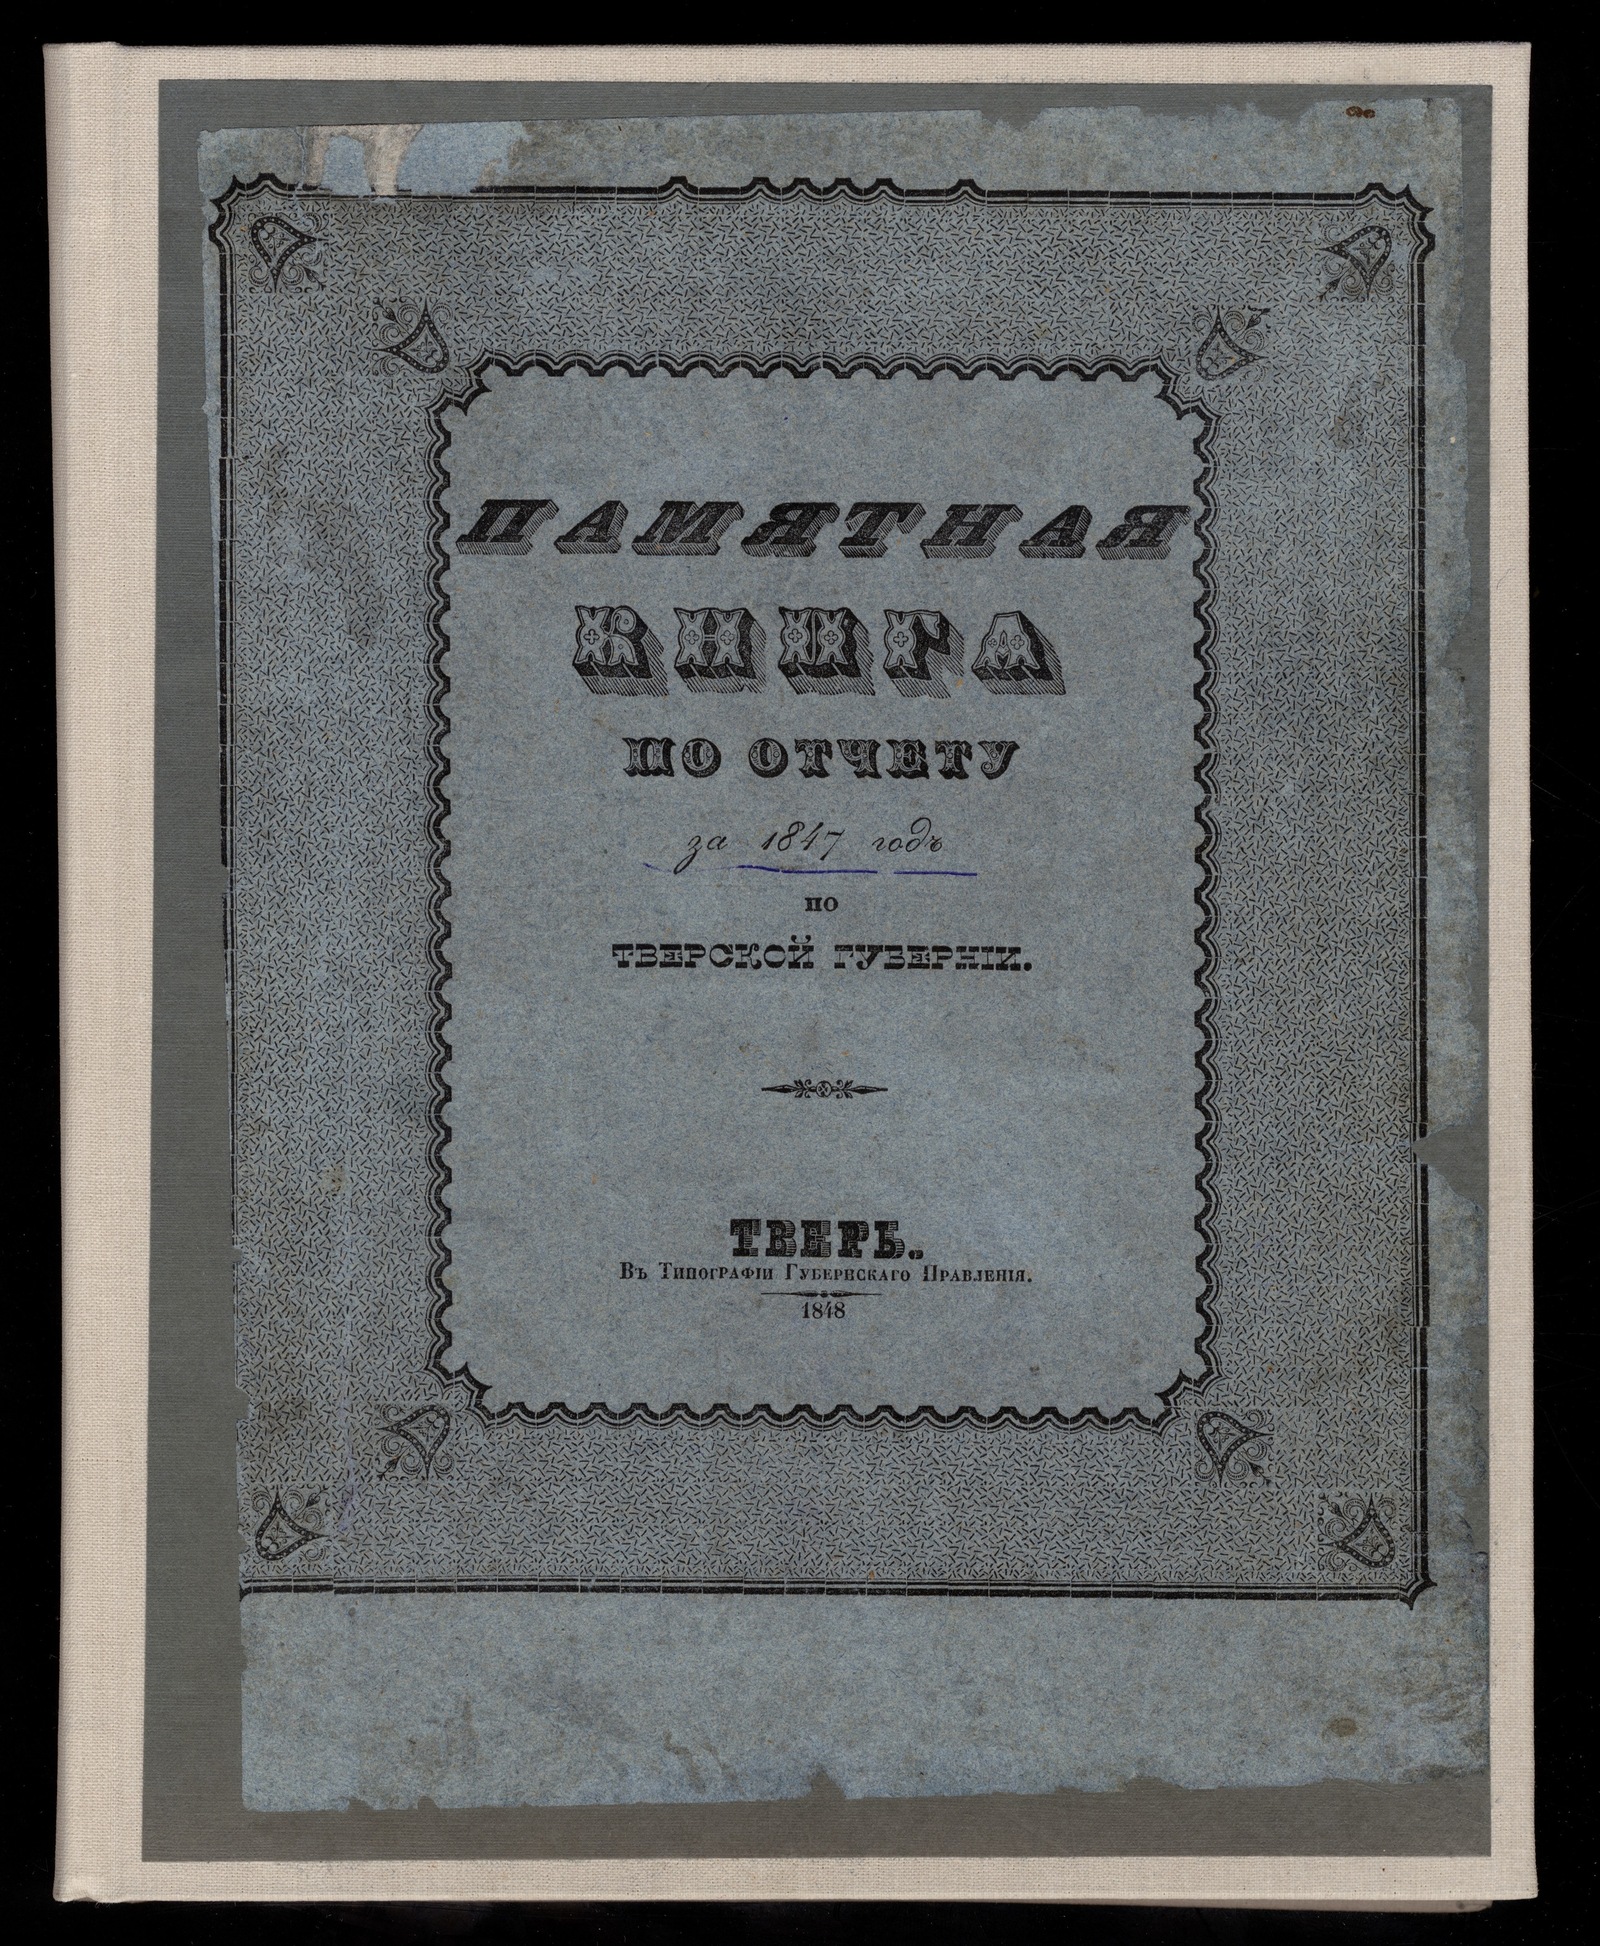 ПАМЯТНАЯ
КНИГА
ПО ОТЧЕТУ
за 1847 годъ
ПО
ТВЕРСКОЙ ГУБЕРНІИ.
ТВЕРЬ.
Въ Типографіи Губернскаго Правленія.
1848